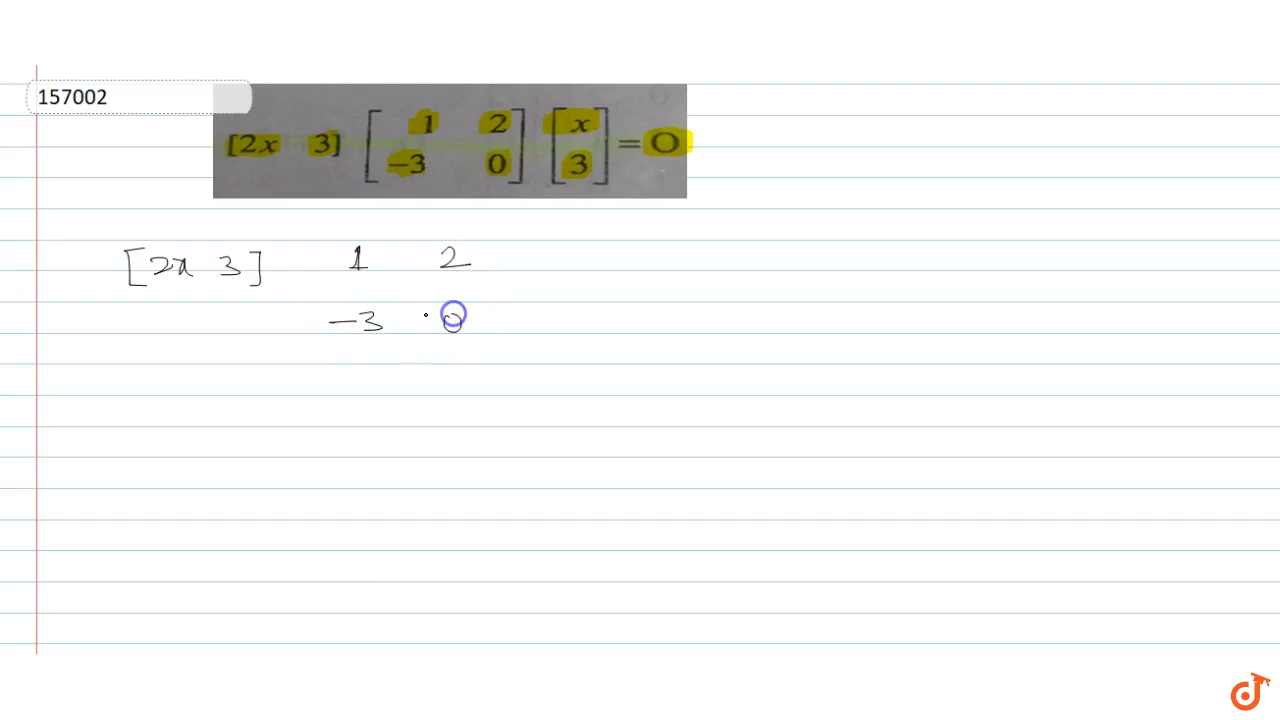 157002
[2x 3] [1 2] [x] = O
[-3 0] [3]
[2x 3] 1 2
-3 0